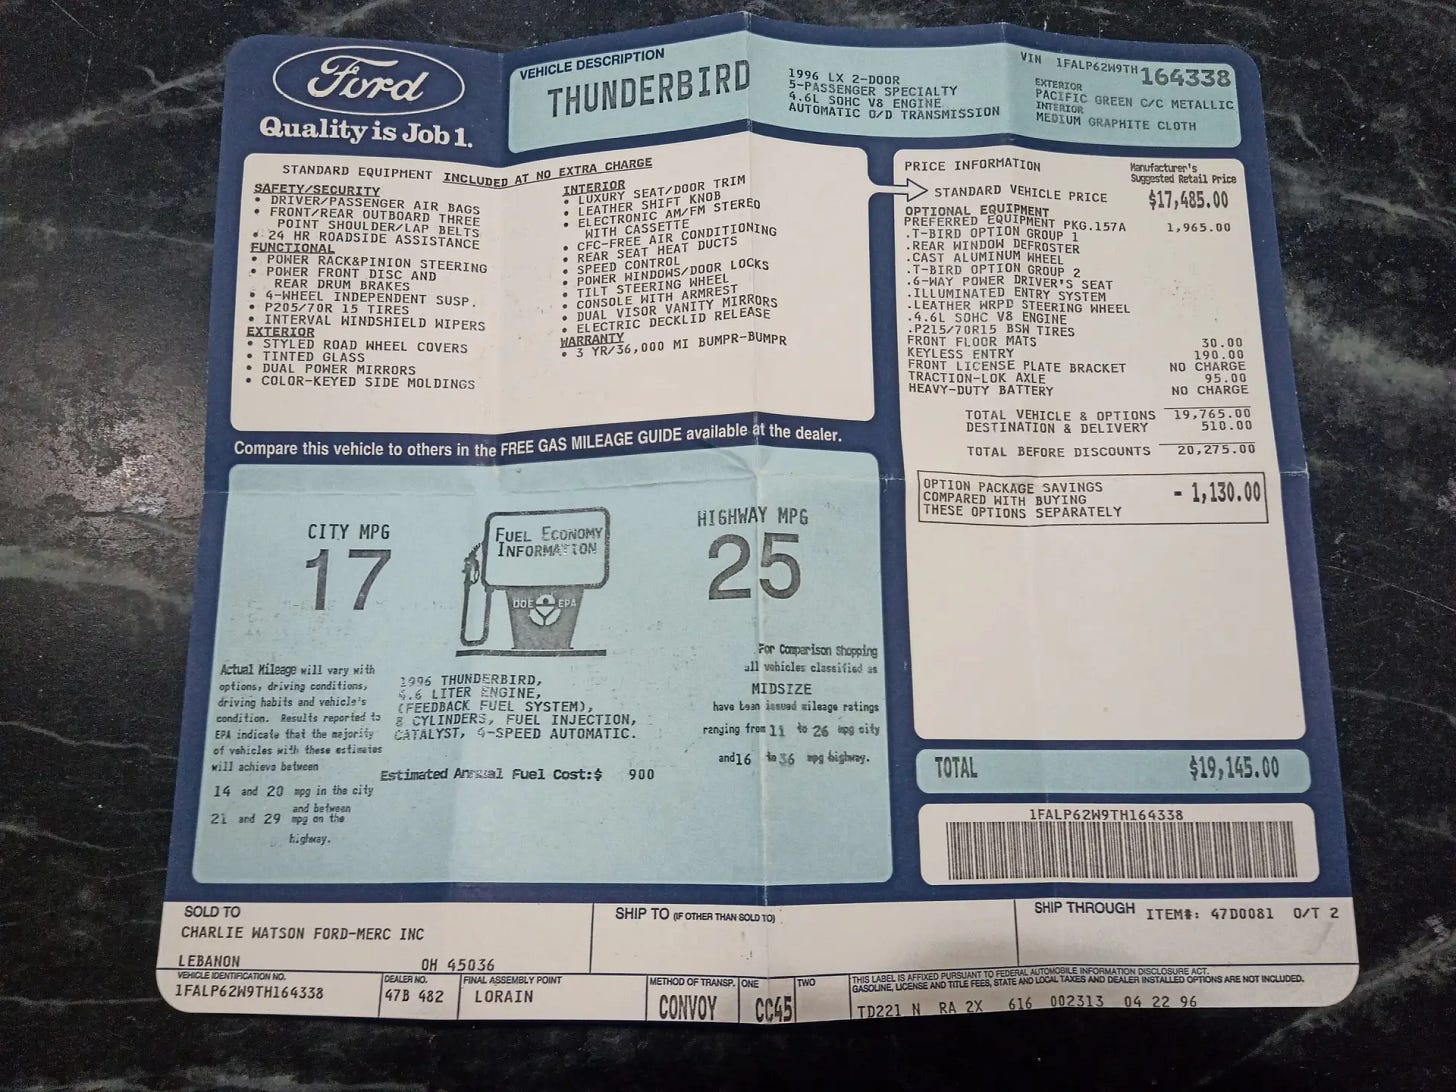 Ford
Quality is Job 1.
VEHICLE DESCRIPTION
THUNDERBIRD
1996 LX 2-DOOR
5-PASSENGER SPECIALTY
4.6L SOHC V8 ENGINE
AUTOMATIC O/D TRANSMISSION
VIN 1FALP62W9TH164338
EXTERIOR
PACIFIC GREEN C/C METALLIC
INTERIOR
MEDIUM GRAPHITE CLOTH
STANDARD EQUIPMENT INCLUDED AT NO EXTRA CHARGE
SAFETY/SECURITY
• DRIVER/PASSENGER AIR BAGS
• FRONT/REAR OUTBOARD THREE
POINT SHOULDER/LAP BELTS
• 24 HR ROADSIDE ASSISTANCE
FUNCTIONAL
• POWER RACK&PINION STEERING
• POWER FRONT DISC AND
REAR DRUM BRAKES
• 4-WHEEL INDEPENDENT SUSP.
• P205/70R 15 TIRES
• INTERVAL WINDSHIELD WIPERS
EXTERIOR
• STYLED ROAD WHEEL COVERS
• TINTED GLASS
• DUAL POWER MIRRORS
• COLOR-KEYED SIDE MOLDINGS
INTERIOR
• LUXURY SEAT/DOOR TRIM
• LEATHER SHIFT KNOB
• ELECTRONIC AM/FM STEREO
WITH CASSETTE
• CFC-FREE AIR CONDITIONING
• REAR SEAT HEAT DUCTS
• SPEED CONTROL
• POWER WINDOWS/DOOR LOCKS
• TILT STEERING WHEEL
• CONSOLE WITH ARMREST
• DUAL VISOR VANITY MIRRORS
• ELECTRIC DECKLID RELEASE
WARRANTY
• 3 YR/36,000 MI BUMPR-BUMPR
PRICE INFORMATION
Manufacturer's
Suggested Retail Price
STANDARD VEHICLE PRICE $17,485.00
OPTIONAL EQUIPMENT
PREFERRED EQUIPMENT PKG.157A 1,965.00
.T-BIRD OPTION GROUP 1
.REAR WINDOW DEFROSTER
.CAST ALUMINUM WHEEL
.T-BIRD OPTION GROUP 2
.6-WAY POWER DRIVER'S SEAT
.ILLUMINATED ENTRY SYSTEM
.LEATHER WRPD STEERING WHEEL
.4.6L SOHC V8 ENGINE
.P215/70R15 BSW TIRES
FRONT FLOOR MATS 30.00
KEYLESS ENTRY 190.00
FRONT LICENSE PLATE BRACKET NO CHARGE
TRACTION-LOK AXLE 95.00
HEAVY-DUTY BATTERY NO CHARGE
TOTAL VEHICLE & OPTIONS 19,765.00
DESTINATION & DELIVERY 510.00
TOTAL BEFORE DISCOUNTS 20,275.00
OPTION PACKAGE SAVINGS
COMPARED WITH BUYING
THESE OPTIONS SEPARATELY
- 1,130.00
TOTAL $19,145.00
1FALP62W9TH164338
Compare this vehicle to others in the FREE GAS MILEAGE GUIDE available at the dealer.
CITY MPG
17
FUEL ECONOMY
INFORMATION
DOE EPA
HIGHWAY MPG
25
Actual Mileage will vary with
options, driving conditions,
driving habits and vehicle's
condition. Results reported to
EPA indicate that the majority
of vehicles with these estimates
will achieve between
14 and 20 mpg in the city
and between
21 and 29 mpg on the
highway.
1996 THUNDERBIRD,
4.6 LITER ENGINE,
(FEEDBACK FUEL SYSTEM),
8 CYLINDERS, FUEL INJECTION,
CATALYST, 4-SPEED AUTOMATIC.
Estimated Annual Fuel Cost:$ 900
For Comparison Shopping
all vehicles classified as
MIDSIZE
have been issued mileage ratings
ranging from 11 to 26 mpg city
and 16 to 36 mpg highway.
SOLD TO
CHARLIE WATSON FORD-MERC INC
LEBANON OH 45036
SHIP TO (IF OTHER THAN SOLD TO)
SHIP THROUGH ITEM#: 47D0081 O/T 2
VEHICLE IDENTIFICATION NO.
1FALP62W9TH164338
DEALER NO.
47B 482
FINAL ASSEMBLY POINT
LORAIN
METHOD OF TRANSP.
CONVOY
ONE
CC45
TWO
THIS LABEL IS AFFIXED PURSUANT TO FEDERAL AUTOMOBILE INFORMATION DISCLOSURE ACT.
GASOLINE, LICENSE AND TITLE FEES, STATE AND LOCAL TAXES AND DEALER INSTALLED OPTIONS ARE NOT INCLUDED.
TD221 N RA 2X 616 002313 04 22 96